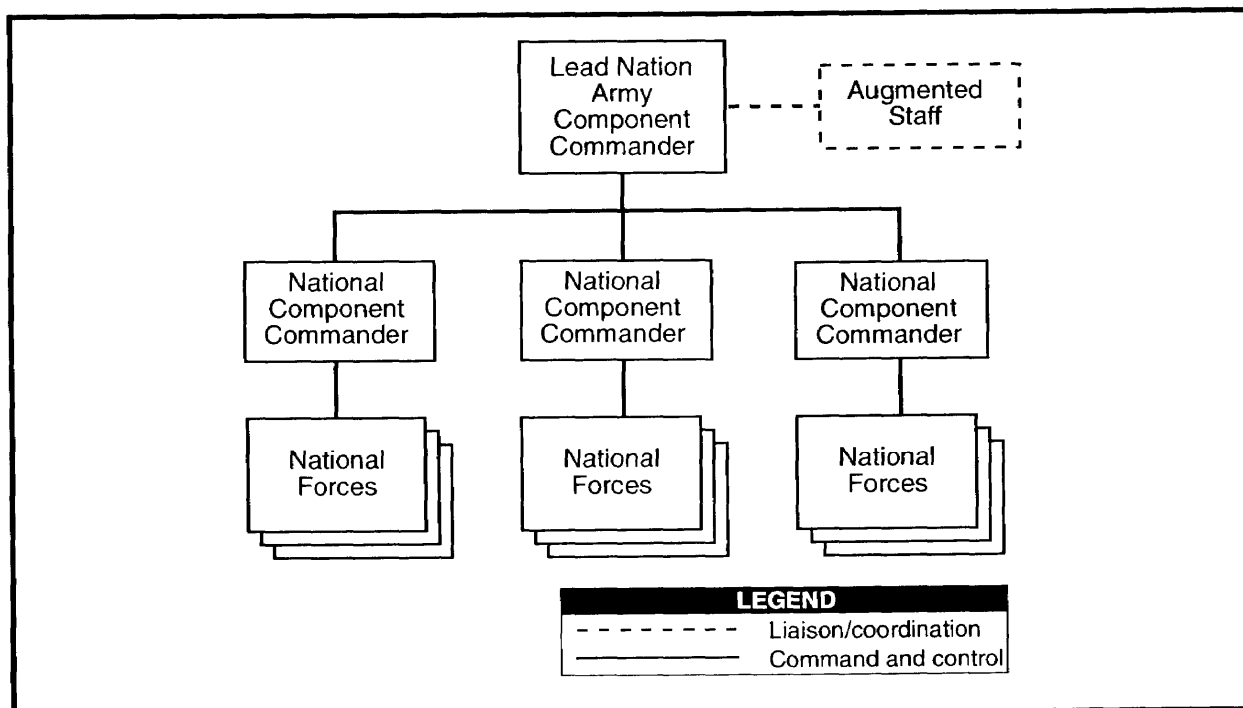 Lead Nation
Army
Component
Commander
Augmented
Staff
National
Component
Commander
National
Component
Commander
National
Component
Commander
National
Forces
National
Forces
National
Forces
LEGEND
Liaison/coordination
Command and control